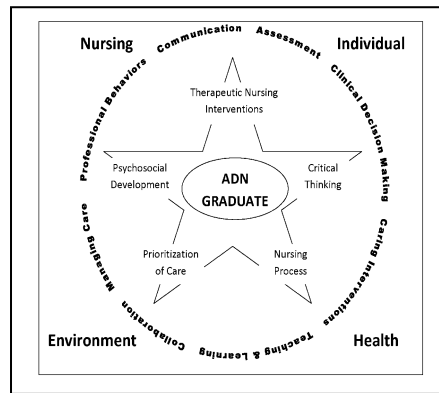 Nursing
Individual
Professional Behaviors
Communication
Assessment
Clinical Decision Making
Caring Interventions
Teaching & Learning
Collaboration
Managing Care
Therapeutic Nursing
Interventions
Psychosocial
Development
Critical
Thinking
ADN
GRADUATE
Prioritization
of Care
Nursing
Process
Environment
Health